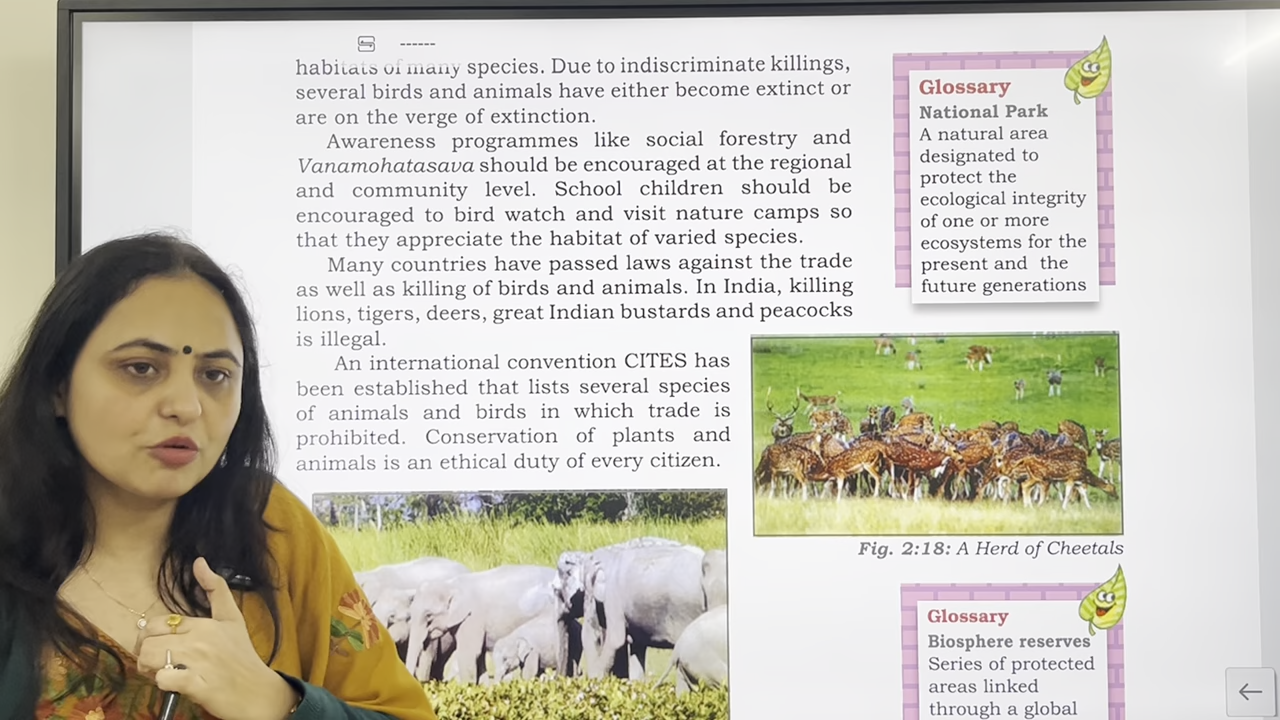 habitats of many species. Due to indiscriminate killings,
several birds and animals have either become extinct or
are on the verge of extinction.
Awareness programmes like social forestry and
Vanamohatasava should be encouraged at the regional
and community level. School children should be
encouraged to bird watch and visit nature camps so
that they appreciate the habitat of varied species.
Many countries have passed laws against the trade
as well as killing of birds and animals. In India, killing
lions, tigers, deers, great Indian bustards and peacocks
is illegal.
An international convention CITES has
been established that lists several species
of animals and birds in which trade is
prohibited. Conservation of plants and
animals is an ethical duty of every citizen.
Glossary
National Park
A natural area
designated to
protect the
ecological integrity
of one or more
ecosystems for the
present and the
future generations
Fig. 2:18: A Herd of Cheetals
Glossary
Biosphere reserves
Series of protected
areas linked
through a global